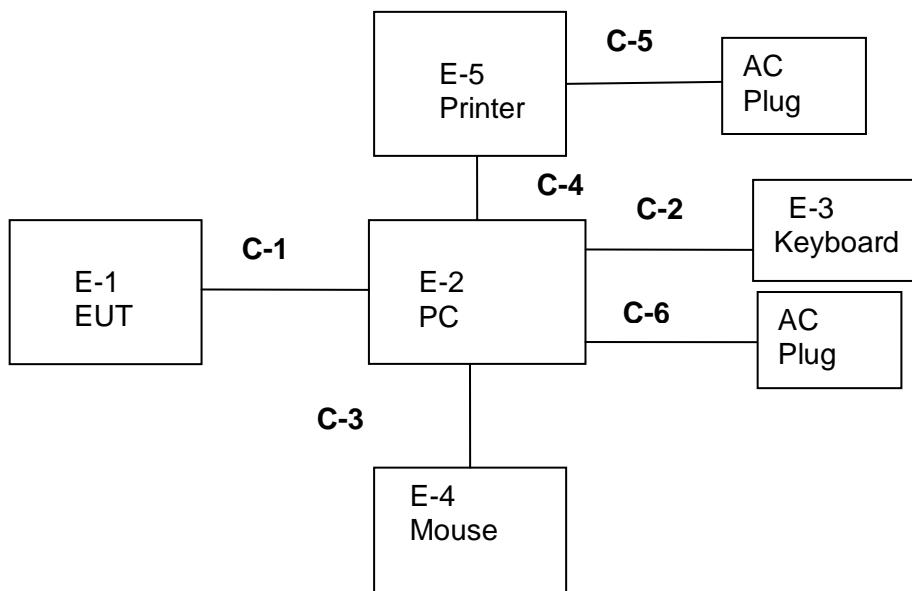 C-5
E-5
Printer
AC
Plug
C-4
C-2
E-3
Keyboard
C-1
E-1
EUT
E-2
PC
C-6
AC
Plug
C-3
E-4
Mouse